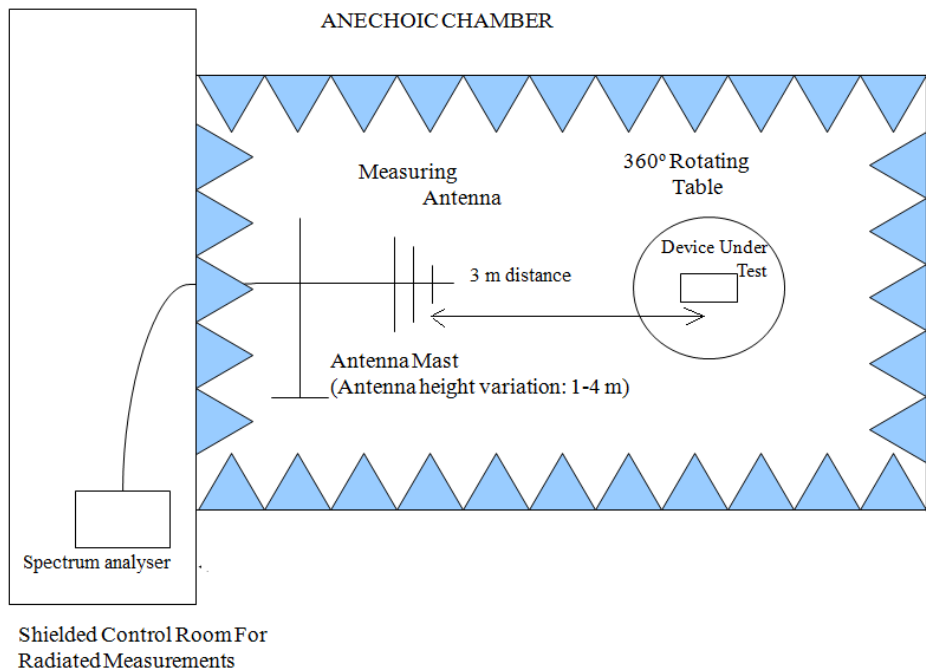 ANECHOIC CHAMBER
Measuring
Antenna
360º Rotating
Table
Device Under
Test
3 m distance
Antenna Mast
(Antenna height variation: 1-4 m)
Spectrum analyser
Shielded Control Room For
Radiated Measurements